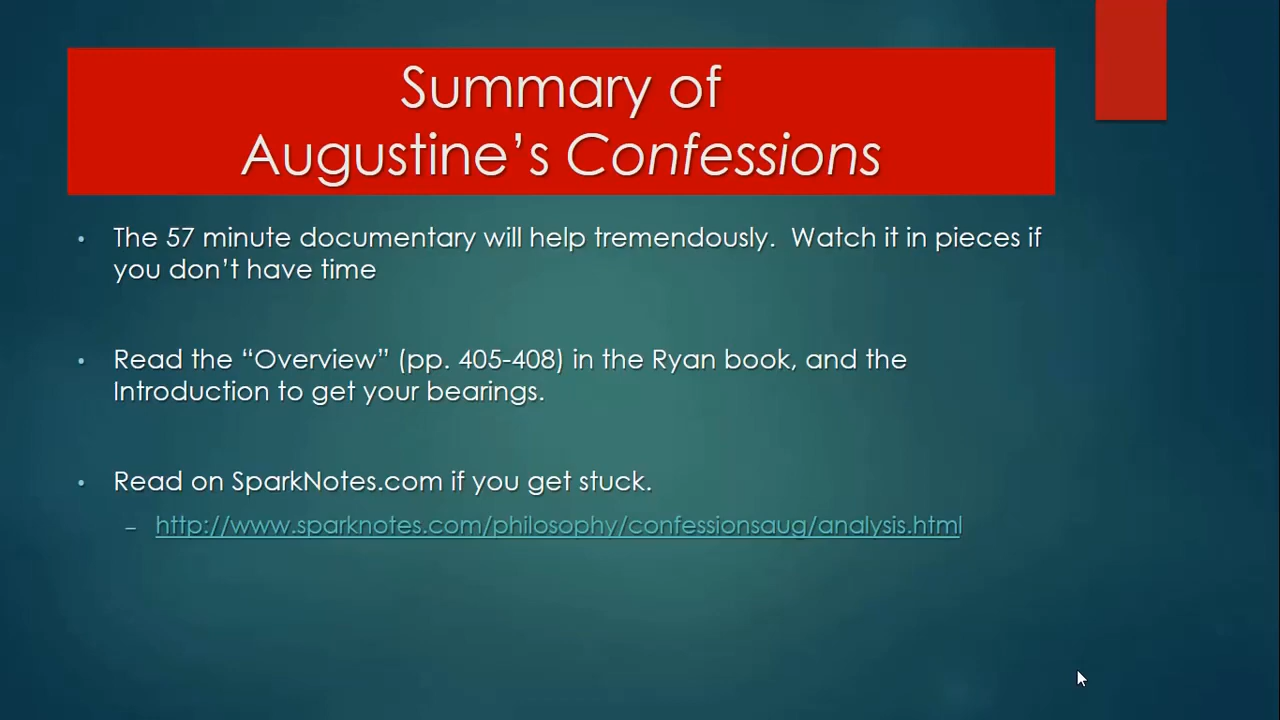 Summary of
Augustine’s Confessions
• The 57 minute documentary will help tremendously.  Watch it in pieces if
you don’t have time
• Read the “Overview” (pp. 405-408) in the Ryan book, and the
Introduction to get your bearings.
• Read on SparkNotes.com if you get stuck.
– http://www.sparknotes.com/philosophy/confessionsaug/analysis.html